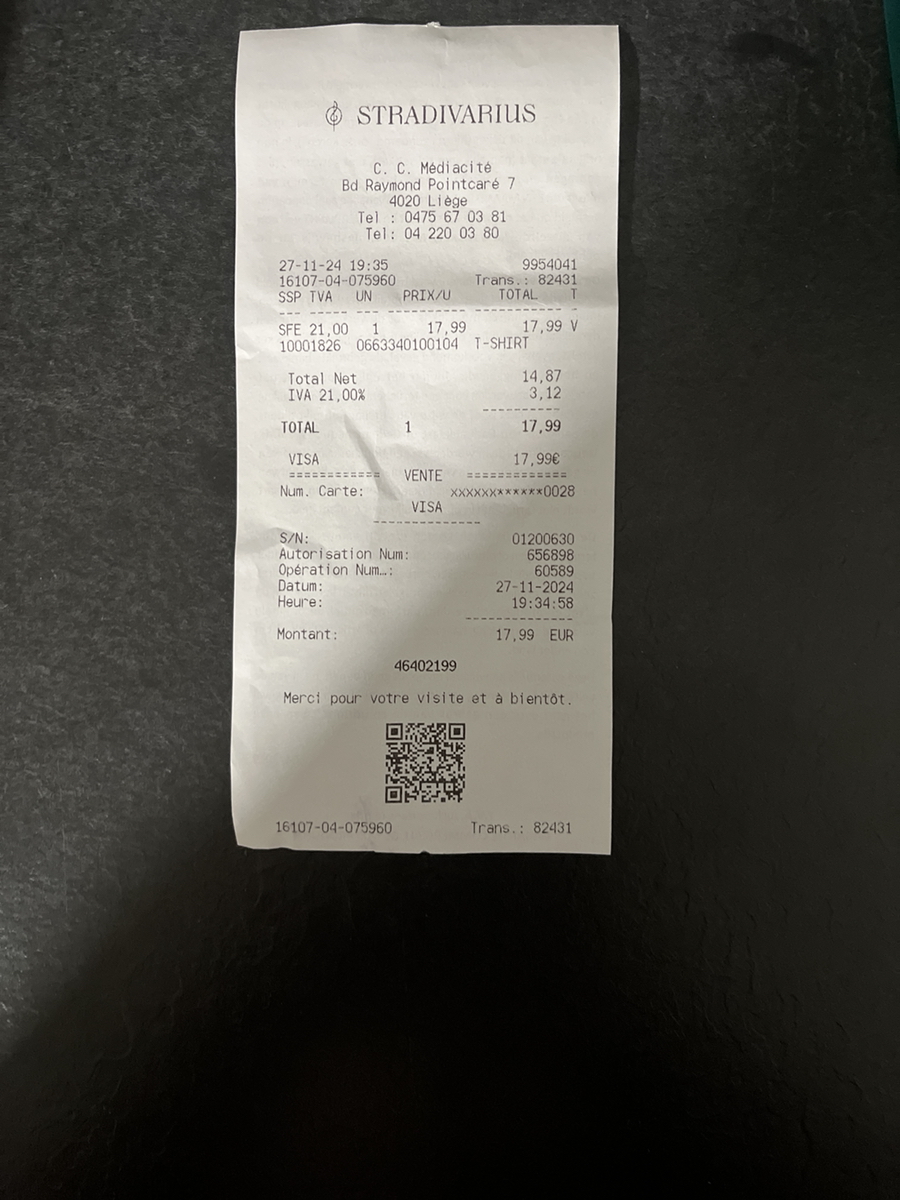 STRADIVARIUS
C. C. Médiacité
Bd Raymond Pointcaré 7
4020 Liège
Tel : 0475 67 03 81
Tel: 04 220 03 80
27-11-24 19:35 9954041
16107-04-075960 Trans.: 82431
SSP TVA UN PRIX/U TOTAL T
--- ----- --- ---------- ---------- -
SFE 21,00 1 17,99 17,99 V
10001826 0663340100104 T-SHIRT
Total Net 14,87
IVA 21,00% 3,12
----------
TOTAL 1 17,99
VISA 17,99€
============ VENTE =============
Num. Carte: XXXXXX******0028
VISA
--------------
S/N: 01200630
Autorisation Num: 656898
Opération Num…: 60589
Datum: 27-11-2024
Heure: 19:34:58
--------------
Montant: 17,99 EUR
46402199
Merci pour votre visite et à bientôt.
16107-04-075960 Trans.: 82431